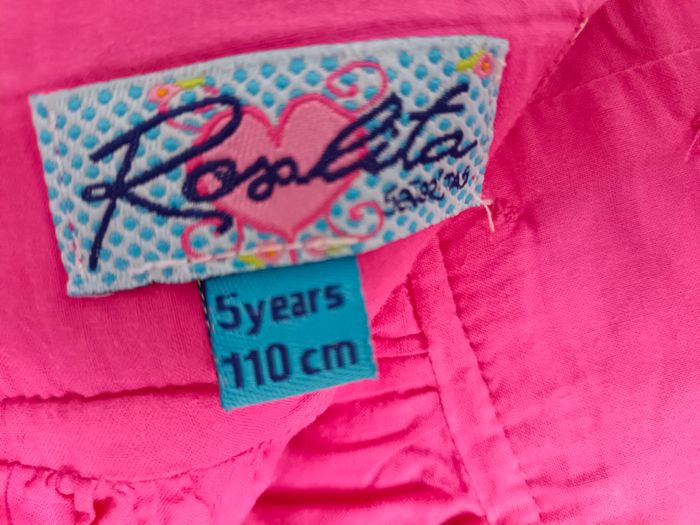 Rosalita
5 years
110 cm